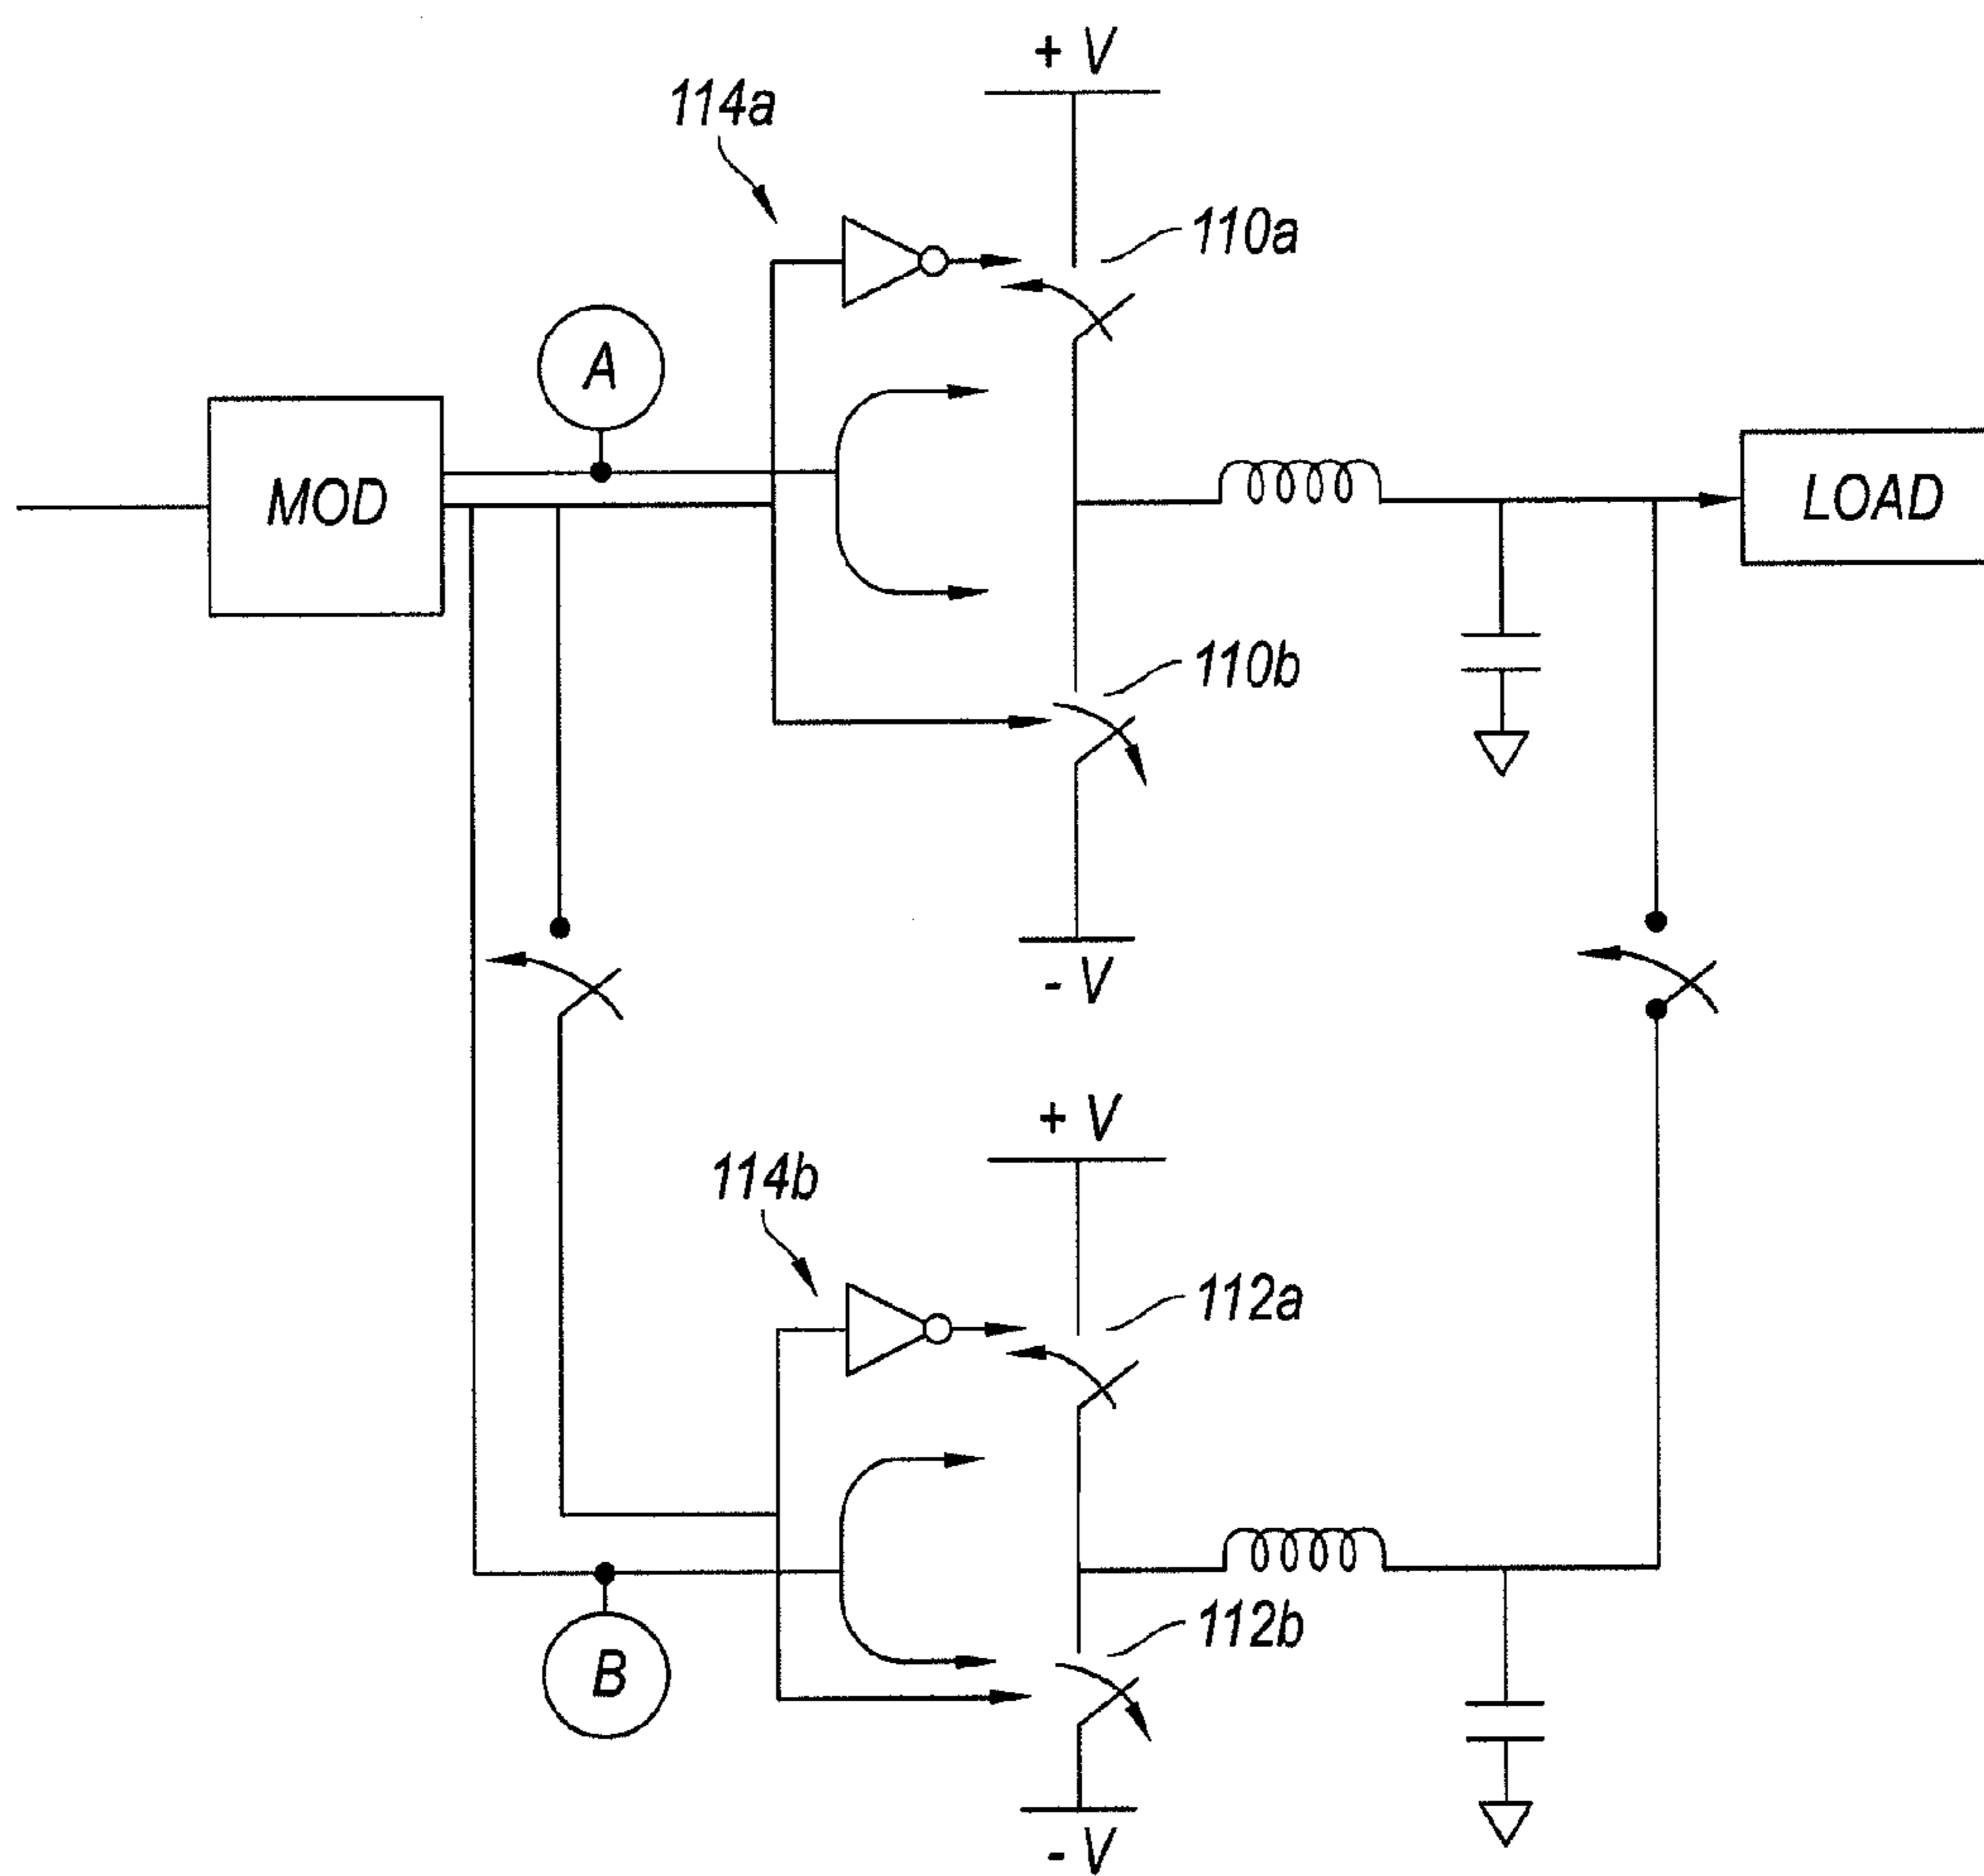 + V
114a
110a
A
MOD
LOAD
110b
- V
+ V
114b
112a
112b
B
- V